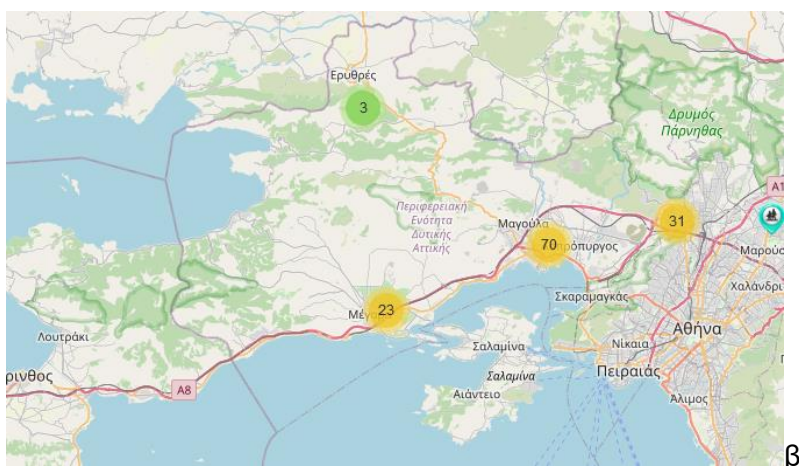 Ερυθρές
3
Δρυμός
Πάρνηθας
A1
Περιφερειακή
Ενότητα
Δυτικής
Αττικής
Μαγούλα
31
70
Μαρούσ
Χαλάνδρι
Σκαραμαγκάς
23
Λουτράκι
Αθήνα
Νίκαια
Σαλαμίνα
Πειραιάς
Σαλαμίνα
ρινθος
A8
Αιάντειο
Άλιμος
β